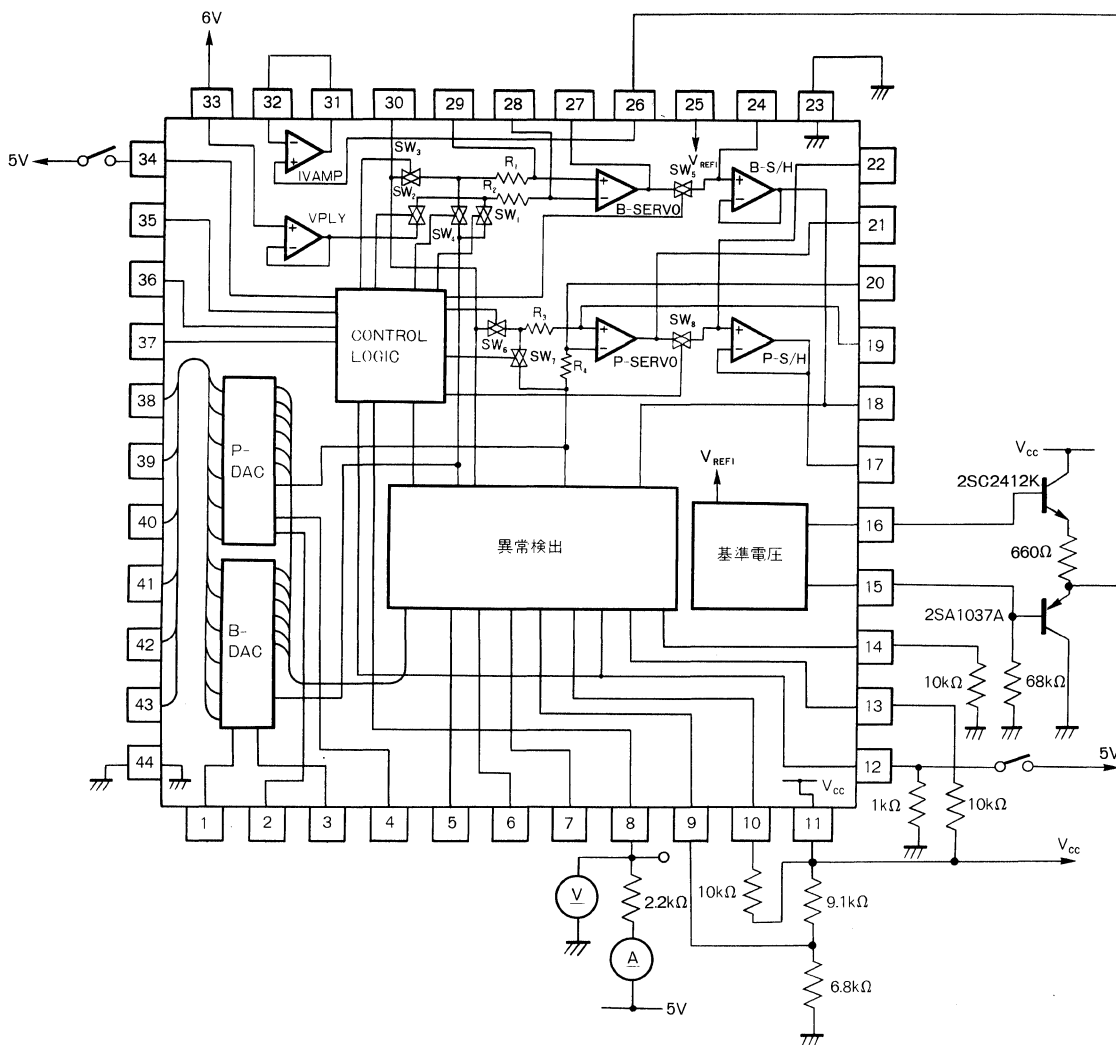 6V
33
32
31
30
29
28
27
26
25
24
23
5V
34
35
36
37
38
39
40
41
42
43
44
22
21
20
19
18
17
16
15
14
13
12
1
2
3
4
5
6
7
8
9
10
11
IVAMP
VPLY
SW₃
SW₂
SW₄
SW₁
R₁
R₂
B-SERVO
V_REF1
SW₅
B-S/H
CONTROL
LOGIC
SW₆
SW₇
R₃
R₄
P-SERVO
SW₈
P-S/H
P-
DAC
B-
DAC
異常検出
V_REF1
基準電圧
Vcc
2SC2412K
660Ω
2SA1037A
10kΩ
68kΩ
5V
1kΩ
10kΩ
Vcc
Vcc
V
2.2kΩ
A
5V
10kΩ
9.1kΩ
6.8kΩ